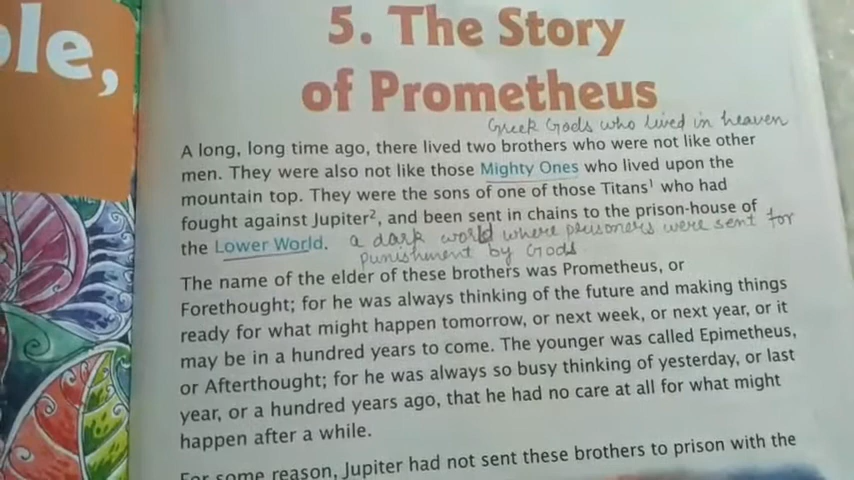 ple,
5. The Story
of Prometheus
Greek Gods who lived in heaven
A long, long time ago, there lived two brothers who were not like other
men. They were also not like those Mighty Ones who lived upon the
mountain top. They were the sons of one of those Titans¹ who had
fought against Jupiter², and been sent in chains to the prison-house of
the Lower World. a dark world where prisoners were sent for
punishment by Gods
The name of the elder of these brothers was Prometheus, or
Forethought; for he was always thinking of the future and making things
ready for what might happen tomorrow, or next week, or next year, or it
may be in a hundred years to come. The younger was called Epimetheus,
or Afterthought; for he was always so busy thinking of yesterday, or last
year, or a hundred years ago, that he had no care at all for what might
happen after a while.
For some reason, Jupiter had not sent these brothers to prison with the